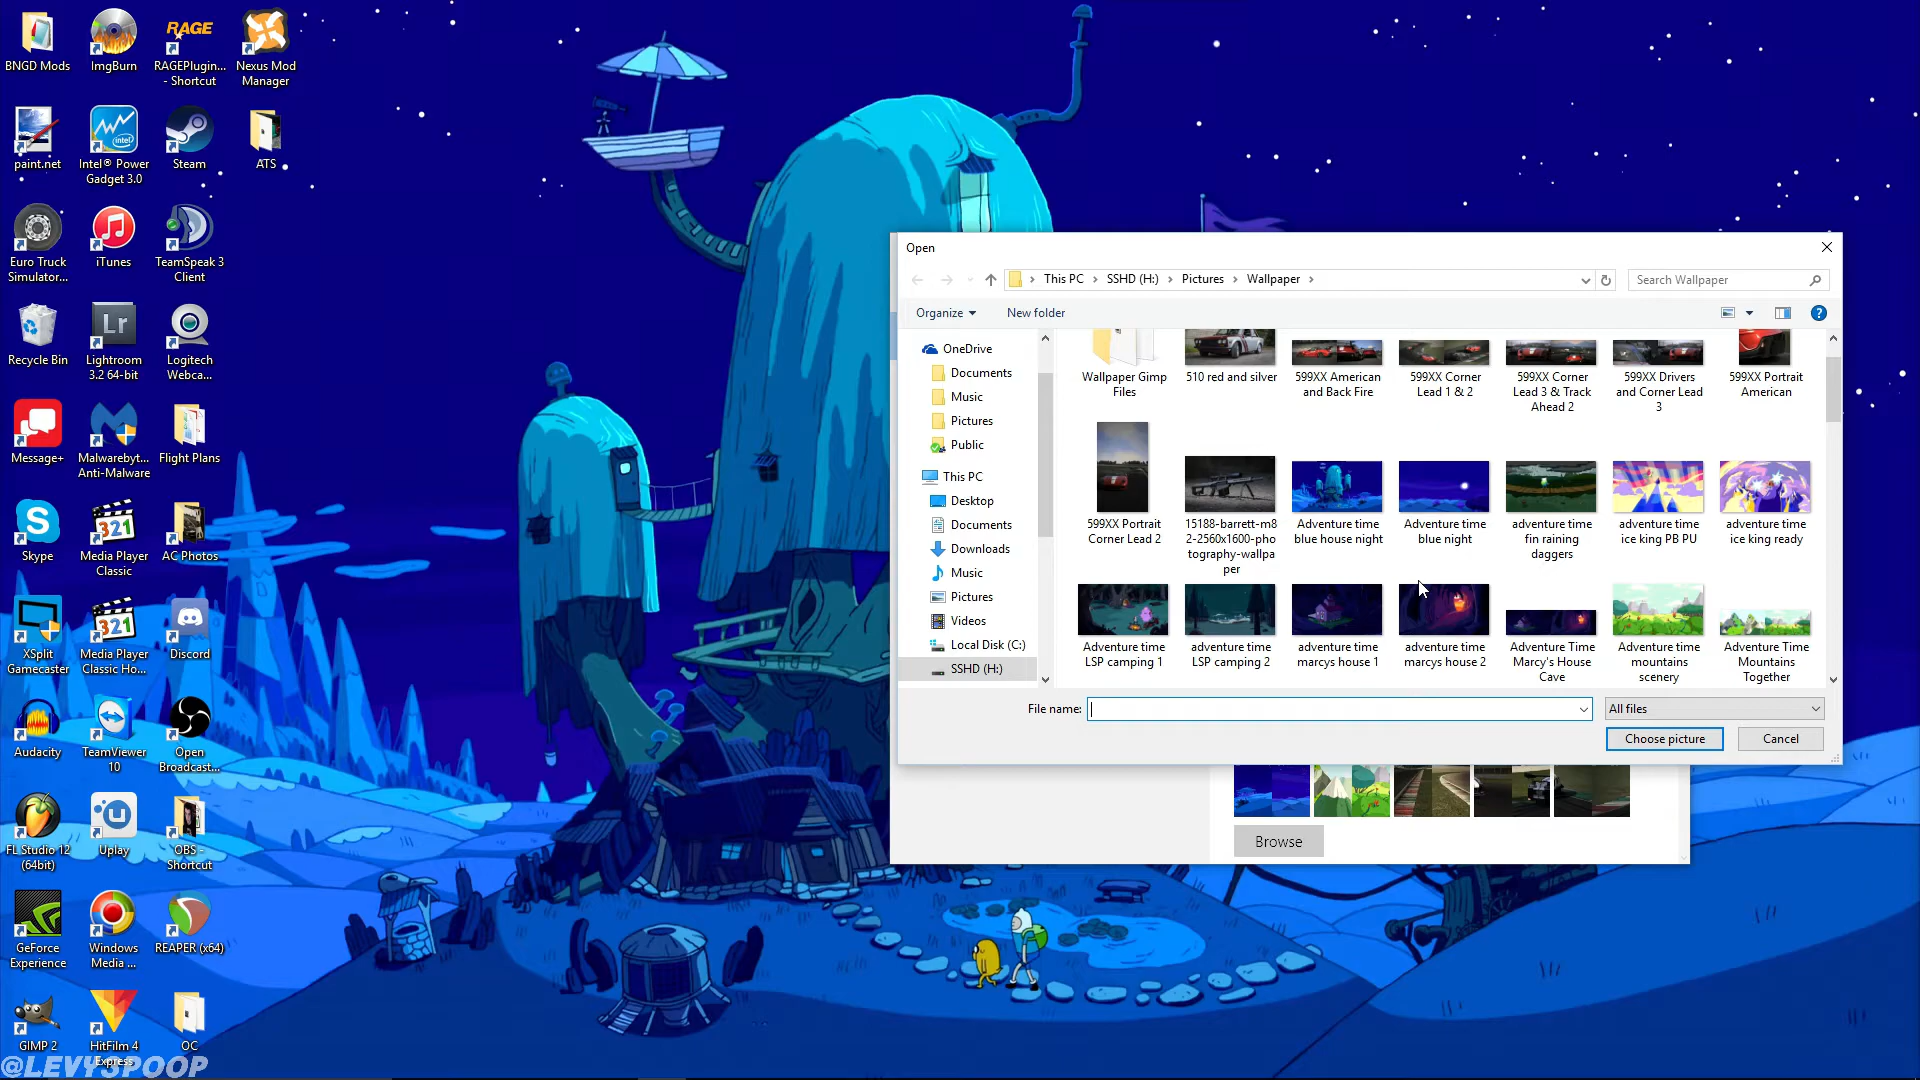 BNGD Mods
ImgBurn
RAGE
RAGEPlugin...
- Shortcut
Nexus Mod
Manager
paint.net
intel
Intel® Power
Gadget 3.0
Steam
ATS
Euro Truck
Simulator...
iTunes
TeamSpeak 3
Client
Recycle Bin
Lr
Lightroom
3.2 64-bit
Logitech
Webca...
Message+
Malwarebyt...
Anti-Malware
Flight Plans
S
Skype
321
Media Player
Classic
AC Photos
XSplit
Gamecaster
321
Media Player
Classic Ho...
Discord
Audacity
TeamViewer
10
Open
Broadcast...
FL Studio 12
(64bit)
Uplay
OBS -
Shortcut
GeForce
Experience
Windows
Media ...
REAPER (x64)
GIMP 2
HitFilm 4
Express
OC
@LEVYSPOOP
Open
This PC
SSHD (H:)
Pictures
Wallpaper
Search Wallpaper
Organize
New folder
?
OneDrive
Documents
Music
Pictures
Public
This PC
Desktop
Documents
Downloads
Music
Pictures
Videos
Local Disk (C:)
SSHD (H:)
Wallpaper Gimp
Files
510 red and silver
599XX American
and Back Fire
599XX Corner
Lead 1 & 2
599XX Corner
Lead 3 & Track
Ahead 2
599XX Drivers
and Corner Lead
3
599XX Portrait
American
599XX Portrait
Corner Lead 2
15188-barrett-m8
2-2560x1600-pho
tography-wallpa
per
Adventure time
blue house night
Adventure time
blue night
adventure time
fin raining
daggers
adventure time
ice king PB PU
adventure time
ice king ready
Adventure time
LSP camping 1
adventure time
LSP camping 2
adventure time
marcys house 1
adventure time
marcys house 2
Adventure Time
Marcy's House
Cave
Adventure time
mountains
scenery
Adventure Time
Mountains
Together
File name:
All files
Choose picture
Cancel
Browse